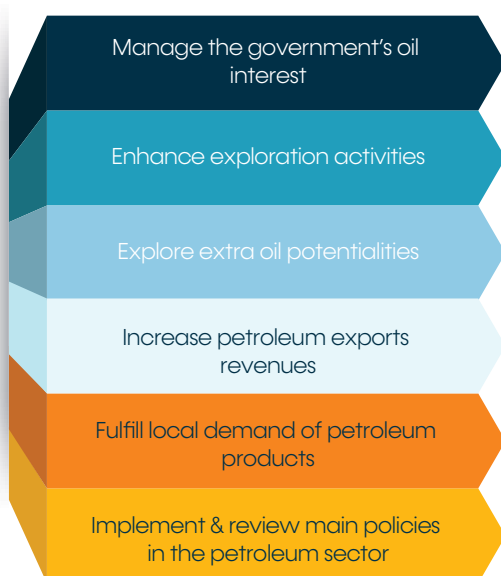 Manage the government's oil
interest
Enhance exploration activities
Explore extra oil potentialities
Increase petroleum exports
revenues
Fulfill local demand of petroleum
products
Implement & review main policies
in the petroleum sector